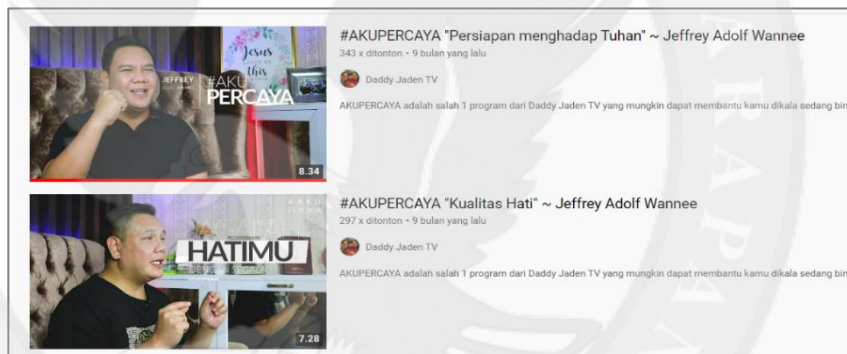 #AKUPERCAYA "Persiapan menghadap Tuhan" ~ Jeffrey Adolf Wannee
343 x ditonton • 9 bulan yang lalu
Daddy Jaden TV
AKUPERCAYA adalah salah 1 program dari Daddy Jaden TV yang mungkin dapat membantu kamu dikala sedang bin
Jesus
this
JEFFREY
#AKU
PERCAYA
8.34
#AKUPERCAYA "Kualitas Hati" ~ Jeffrey Adolf Wannee
297 x ditonton • 9 bulan yang lalu
Daddy Jaden TV
AKUPERCAYA adalah salah 1 program dari Daddy Jaden TV yang mungkin dapat membantu kamu dikala sedang bin
HATIMU
7.28
ARAPAN